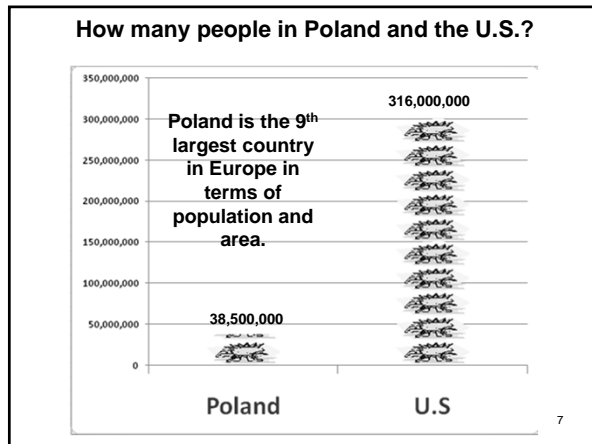 How many people in Poland and the U.S.?
350,000,000
300,000,000
250,000,000
200,000,000
150,000,000
100,000,000
50,000,000
0
Poland is the 9th
largest country
in Europe in
terms of
population and
area.
316,000,000
38,500,000
Poland
U.S
7